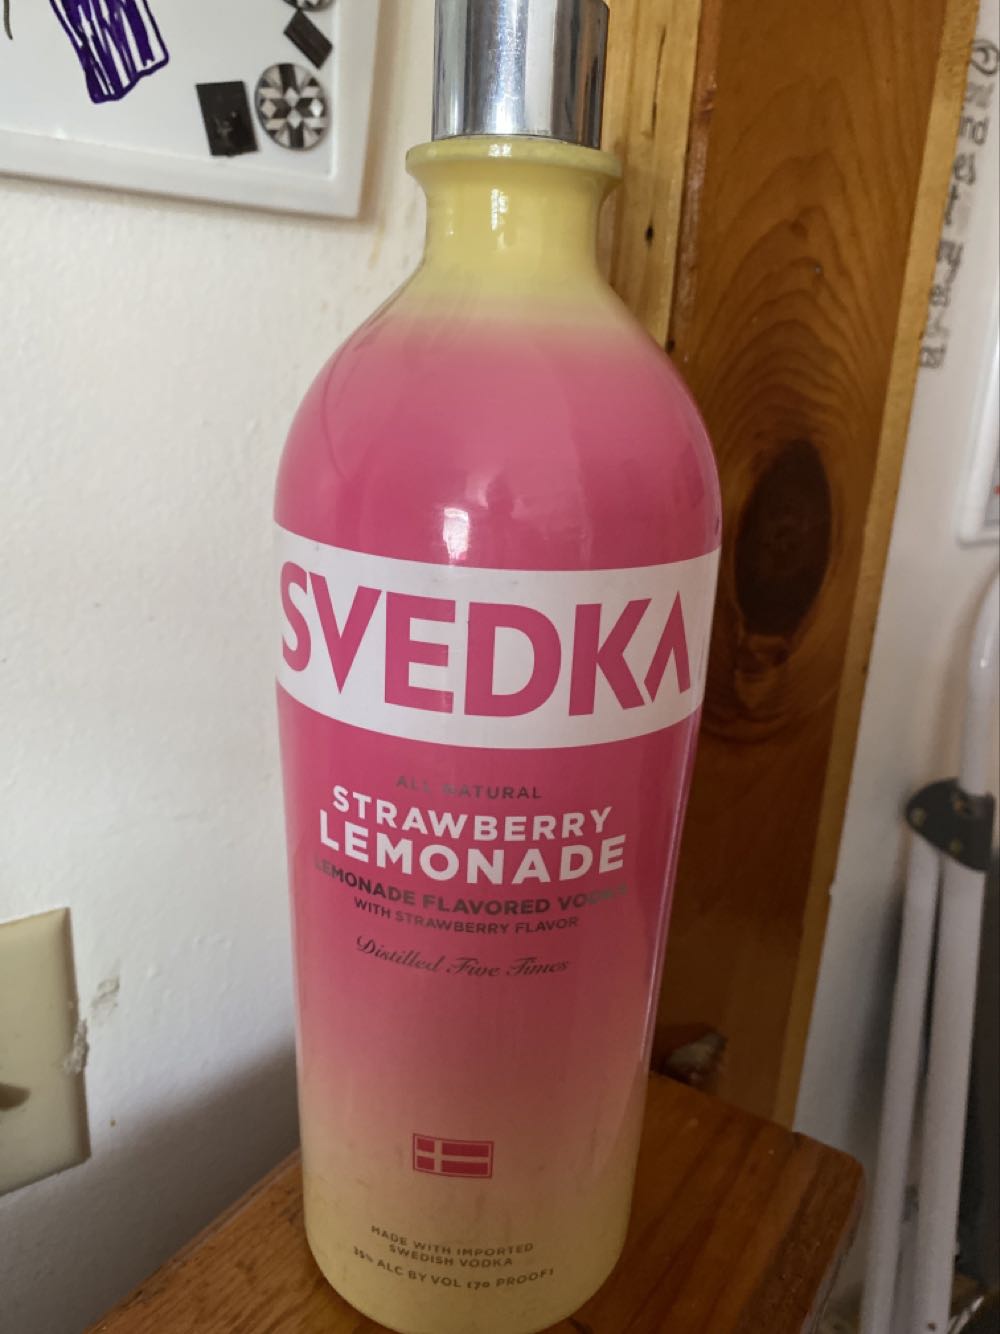 SVEDKA
ALL NATURAL
STRAWBERRY
LEMONADE
LEMONADE FLAVORED VODKA
WITH STRAWBERRY FLAVOR
Distilled Five Times
MADE WITH IMPORTED
SWEDISH VODKA
35% ALC BY VOL (70 PROOF)